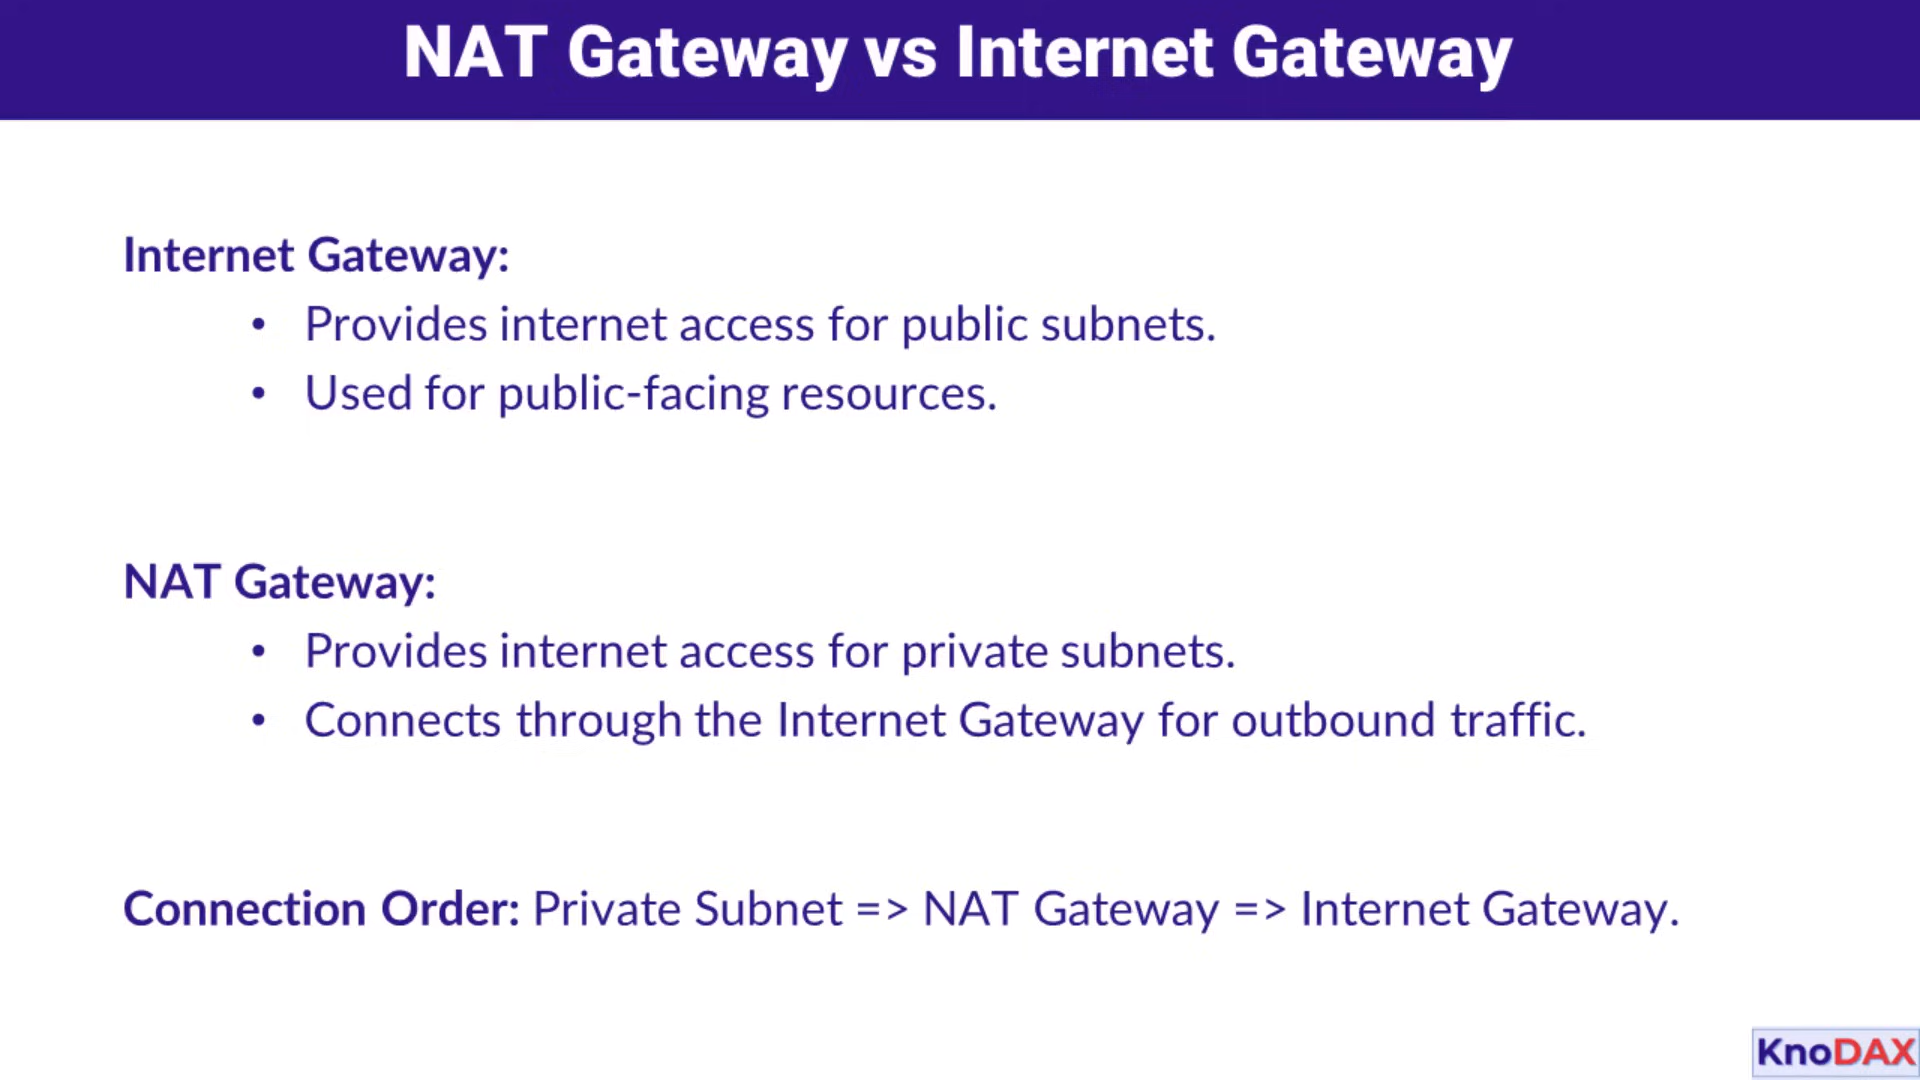 NAT Gateway vs Internet Gateway
Internet Gateway:
• Provides internet access for public subnets.
• Used for public-facing resources.
NAT Gateway:
• Provides internet access for private subnets.
• Connects through the Internet Gateway for outbound traffic.
Connection Order: Private Subnet => NAT Gateway => Internet Gateway.
KnoDAX